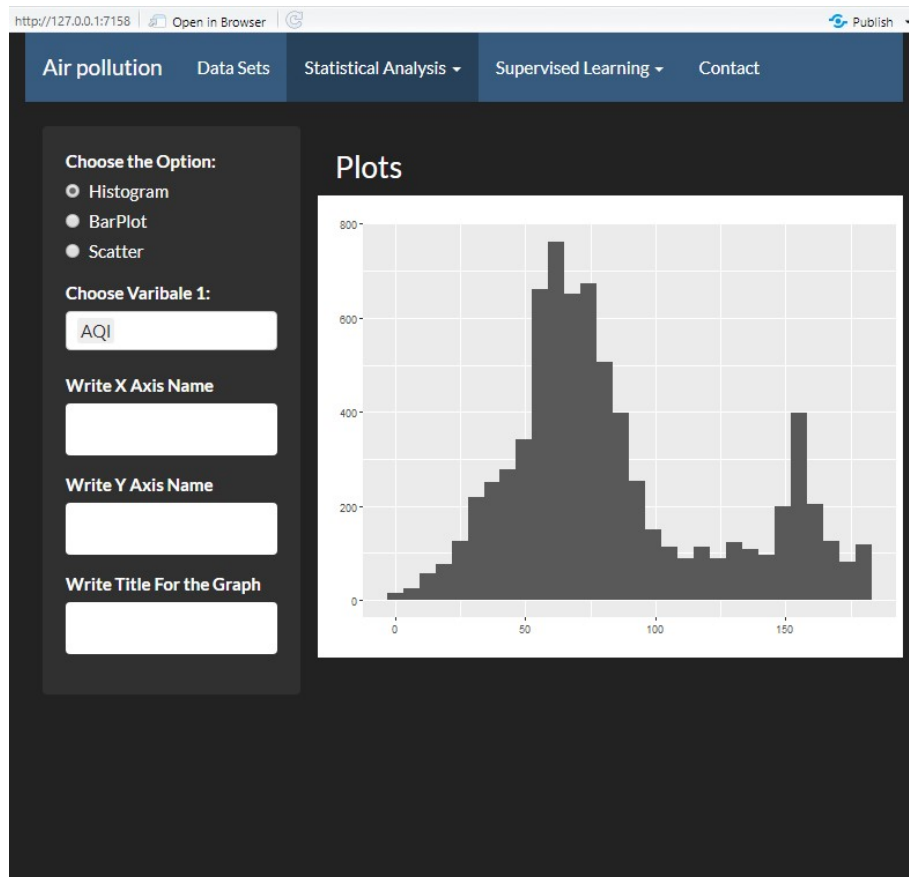 http://127.0.0.1:7158 Open in Browser Publish
Air pollution Data Sets Statistical Analysis Supervised Learning Contact
Choose the Option:
Histogram
BarPlot
Scatter
Choose Varibale 1:
AQI
Write X Axis Name
Write Y Axis Name
Write Title For the Graph
Plots
800
600
400
200
0
0 50 100 150